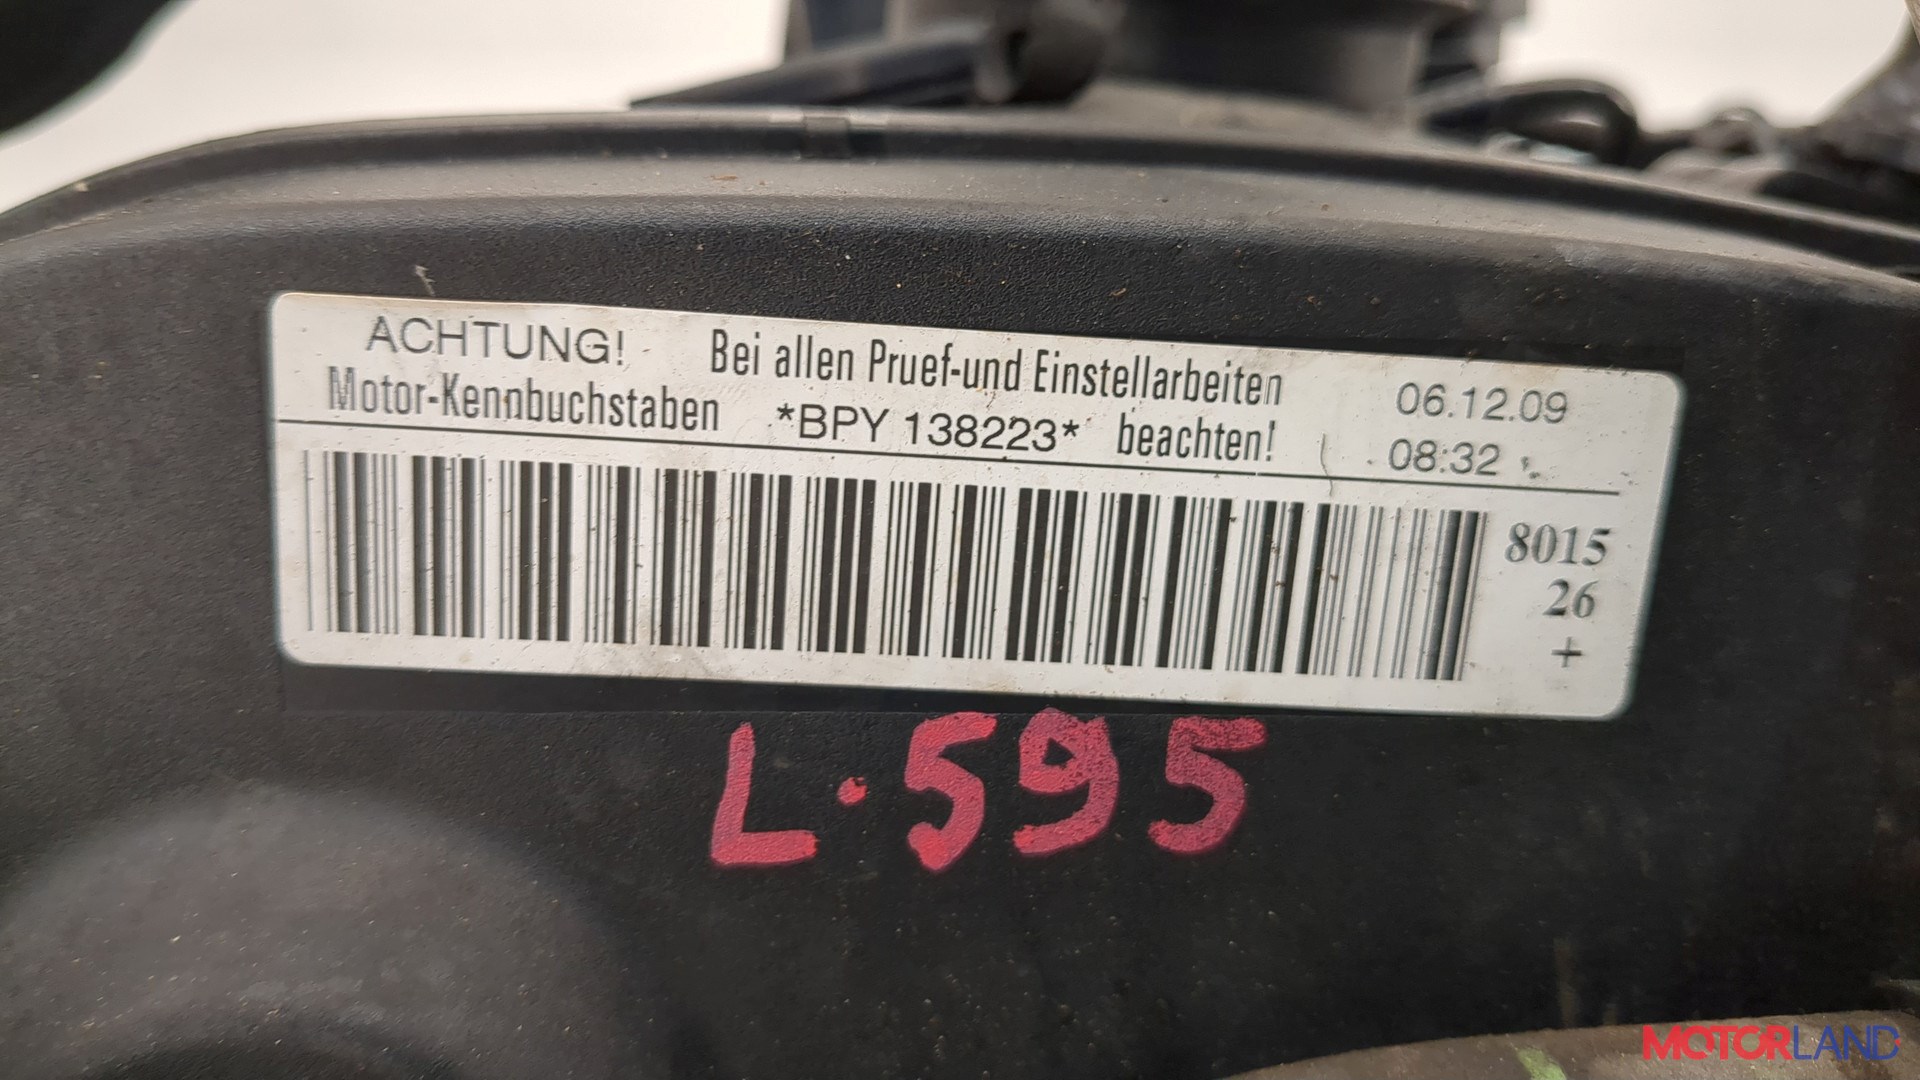 ACHTUNG! Bei allen Pruef-und Einstellarbeiten 06.12.09
Motor-Kennbuchstaben *BPY 138223* beachten! 08:32
8015
26
+
L·595
MOTORLAND